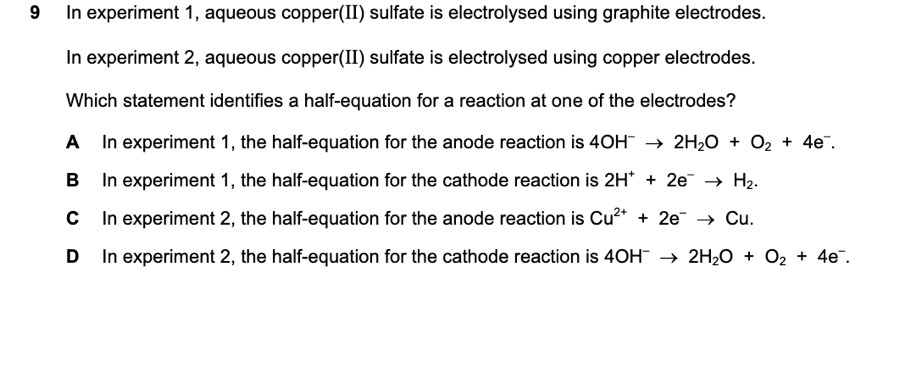 9 In experiment 1, aqueous copper(II) sulfate is electrolysed using graphite electrodes.
In experiment 2, aqueous copper(II) sulfate is electrolysed using copper electrodes.
Which statement identifies a half-equation for a reaction at one of the electrodes?
A In experiment 1, the half-equation for the anode reaction is 4OH⁻ → 2H₂O + O₂ + 4e⁻.
B In experiment 1, the half-equation for the cathode reaction is 2H⁺ + 2e⁻ → H₂.
C In experiment 2, the half-equation for the anode reaction is Cu²⁺ + 2e⁻ → Cu.
D In experiment 2, the half-equation for the cathode reaction is 4OH⁻ → 2H₂O + O₂ + 4e⁻.